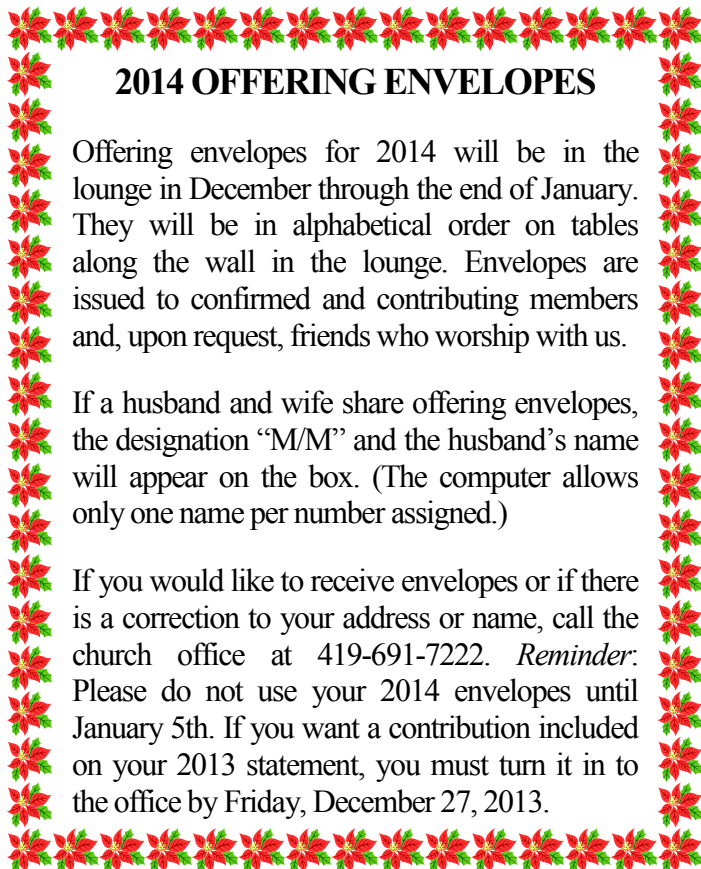 2014 OFFERING ENVELOPES
Offering envelopes for 2014 will be in the
lounge in December through the end of January.
They will be in alphabetical order on tables
along the wall in the lounge. Envelopes are
issued to confirmed and contributing members
and, upon request, friends who worship with us.
If a husband and wife share offering envelopes,
the designation “M/M” and the husband’s name
will appear on the box. (The computer allows
only one name per number assigned.)
If you would like to receive envelopes or if there
is a correction to your address or name, call the
church office at 419-691-7222. Reminder:
Please do not use your 2014 envelopes until
January 5th. If you want a contribution included
on your 2013 statement, you must turn it in to
the office by Friday, December 27, 2013.